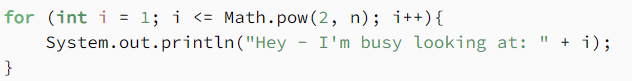 for (int i = 1; i <= Math.pow(2, n); i++){
    System.out.println("Hey - I'm busy looking at: " + i);
}